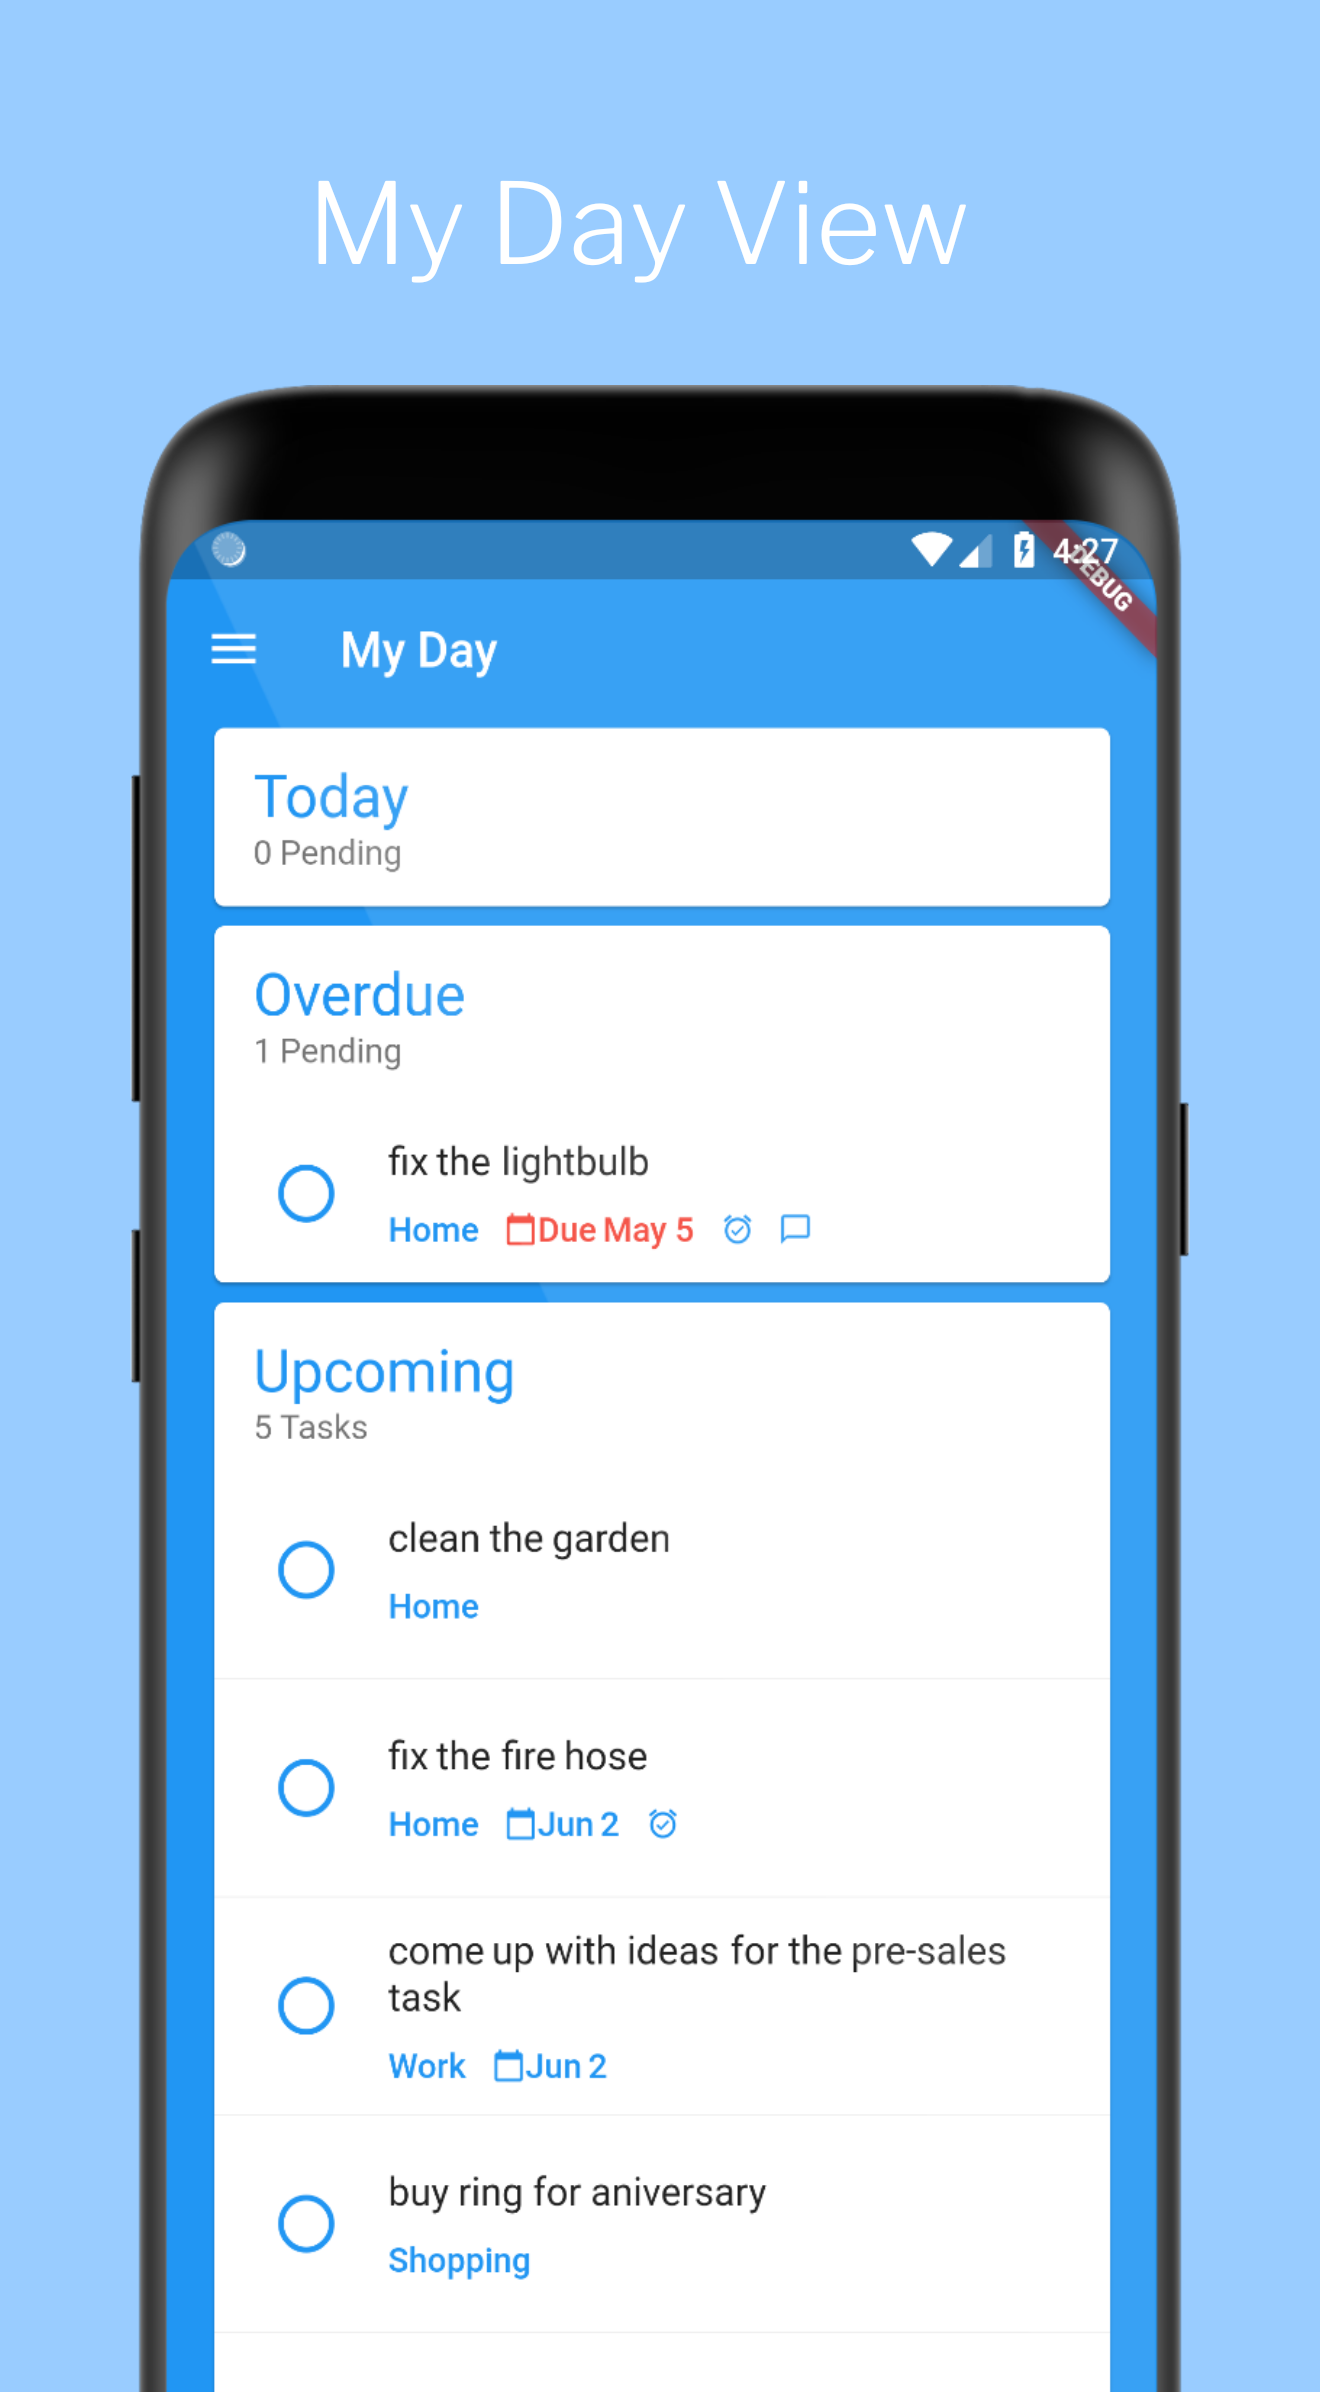 My Day View
4:27
DEBUG
My Day
Today
0 Pending
Overdue
1 Pending
fix the lightbulb
Home Due May 5
Upcoming
5 Tasks
clean the garden
Home
fix the fire hose
Home Jun 2
come up with ideas for the pre-sales
task
Work Jun 2
buy ring for aniversary
Shopping